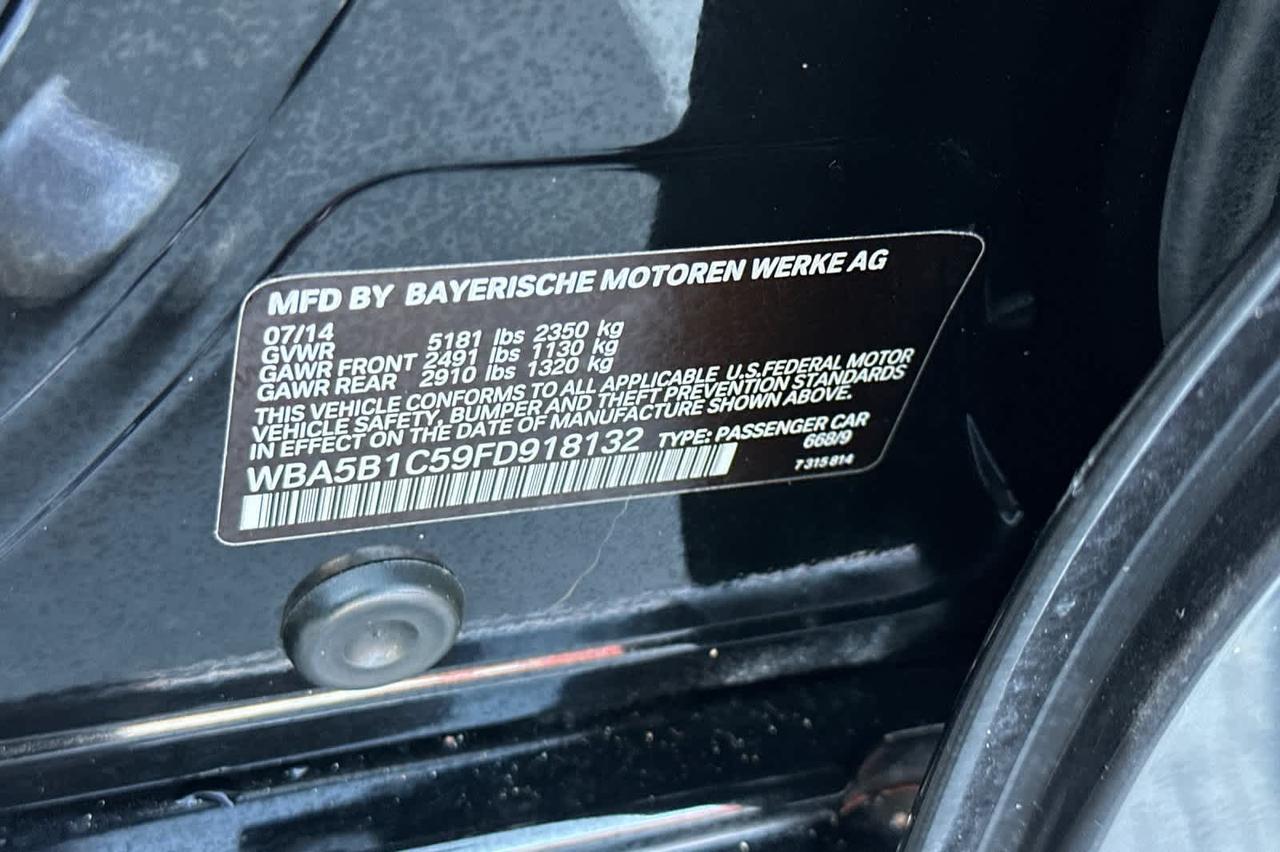 MFD BY BAYERISCHE MOTOREN WERKE AG
07/14
GVWR 5181 lbs 2350 kg
GAWR FRONT 2491 lbs 1130 kg
GAWR REAR 2910 lbs 1320 kg
THIS VEHICLE CONFORMS TO ALL APPLICABLE U.S.FEDERAL MOTOR
VEHICLE SAFETY, BUMPER AND THEFT PREVENTION STANDARDS
IN EFFECT ON THE DATE OF MANUFACTURE SHOWN ABOVE.
WBA5B1C59FD918132 TYPE: PASSENGER CAR
668/9
7 315 814